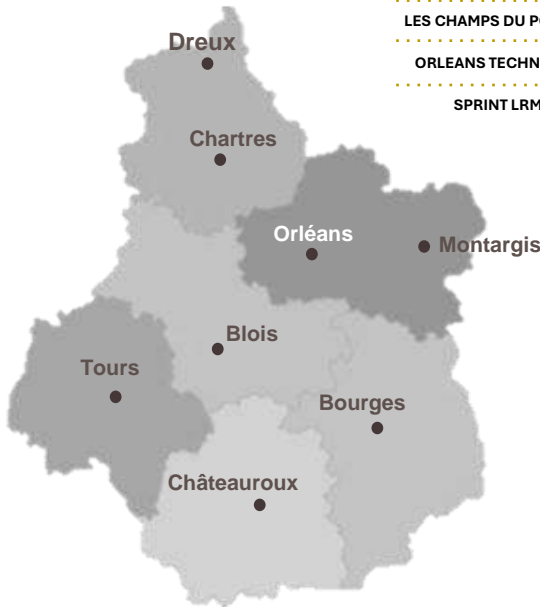 LES CHAMPS DU
ORLEANS
SPRINT
Dreux
Chartres
Orléans
Montargis
Blois
Tours
Bourges
Châteauroux